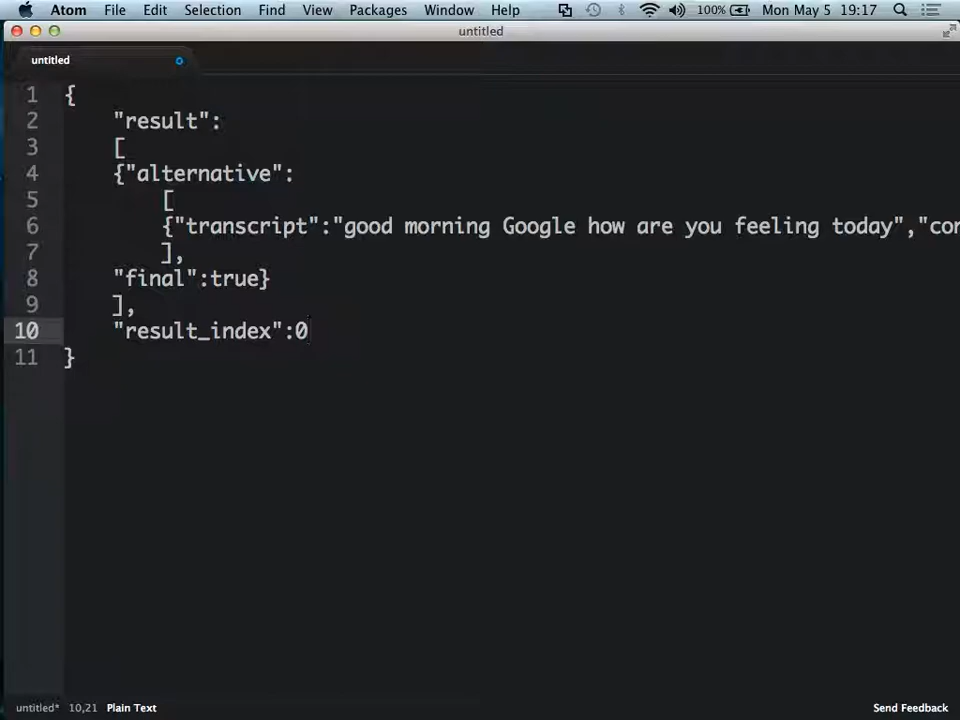 Atom File Edit Selection Find View Packages Window Help 100% Mon May 5 19:17
untitled
untitled
1 {
2 "result":
3 [
4 {"alternative":
5 [
6 {"transcript":"good morning Google how are you feeling today","con
7 ],
8 "final":true}
9 ],
10 "result_index":0
11 }
untitled* 10,21 Plain Text Send Feedback